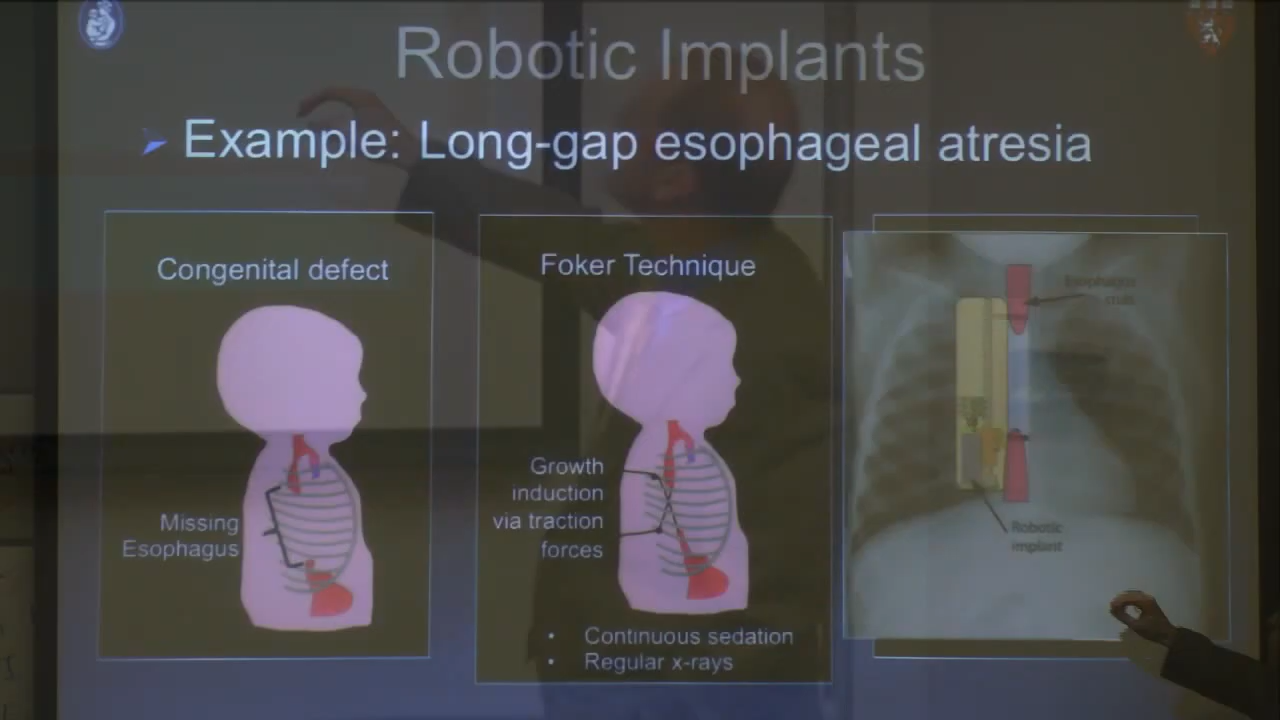 Robotic Implants
Example: Long-gap esophageal atresia
Congenital defect
Missing
Esophagus
Foker Technique
Growth
induction
via traction
forces
• Continuous sedation
• Regular x-rays
Esophagus
stub
Robotic
implant